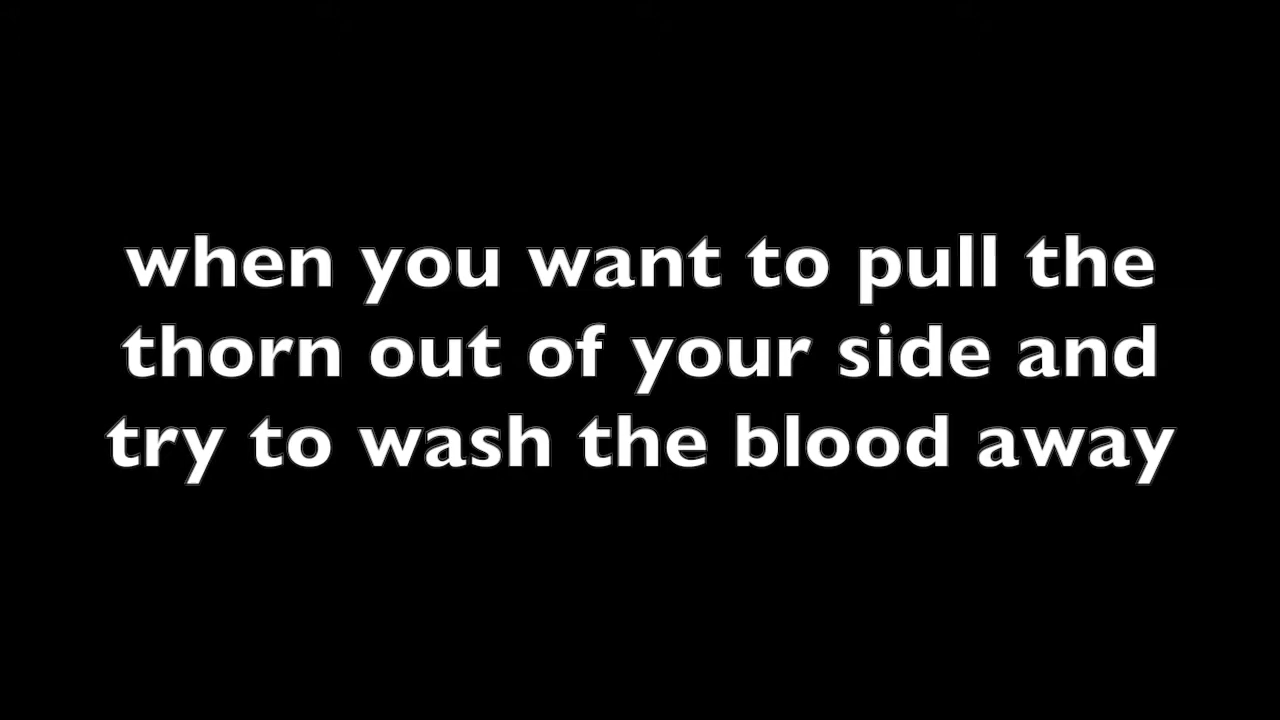 when you want to pull the
thorn out of your side and
try to wash the blood away